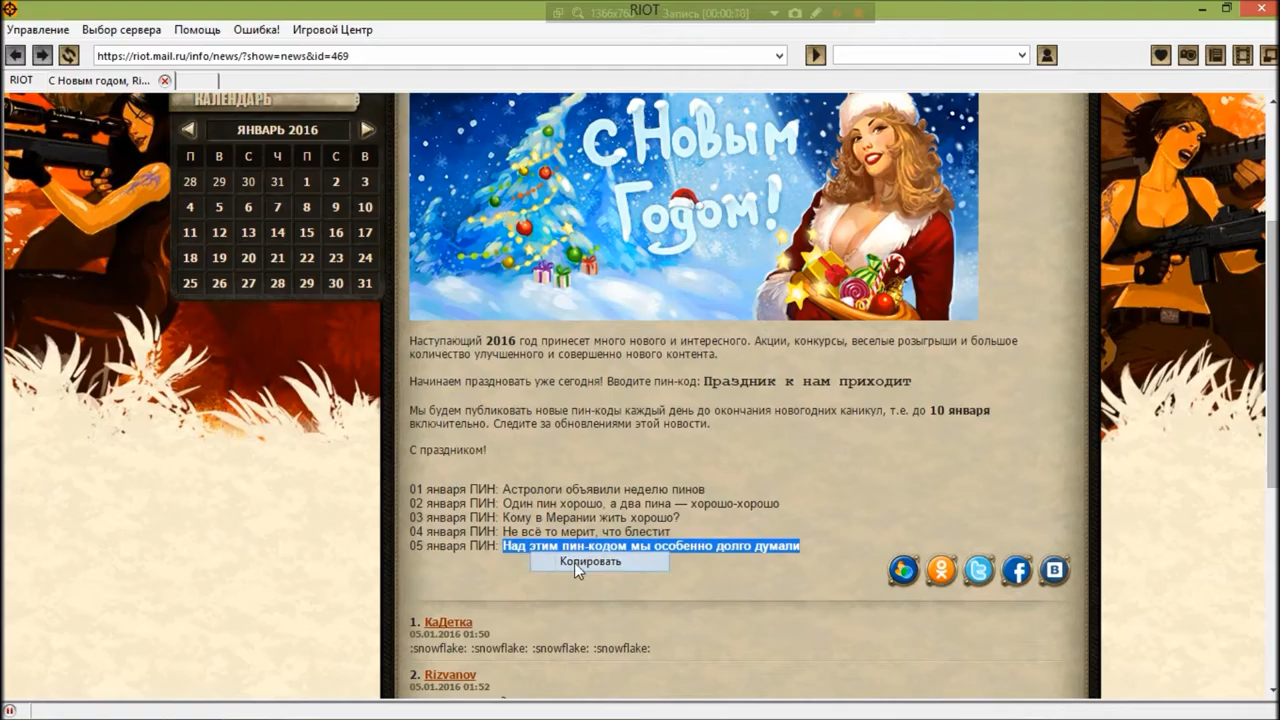 RIOT
1366x760 Запись [00:00:10]
Управление Выбор сервера Помощь Ошибка! Игровой Центр
https://riot.mail.ru/info/news/?show=news&id=469
RIOT С Новым годом, Ri...
КАЛЕНДАРЬ
ЯНВАРЬ 2016
П В С Ч П С В
28 29 30 31 1 2 3
4 5 6 7 8 9 10
11 12 13 14 15 16 17
18 19 20 21 22 23 24
25 26 27 28 29 30 31
С Новым
Годом!
Наступающий 2016 год принесет много нового и интересного. Акции, конкурсы, веселые розыгрыши и большое
количество улучшенного и совершенно нового контента.
Начинаем праздновать уже сегодня! Вводите пин-код: Праздник к нам приходит
Мы будем публиковать новые пин-коды каждый день до окончания новогодних каникул, т.е. до 10 января
включительно. Следите за обновлениями этой новости.
С праздником!
01 января ПИН: Астрологи объявили неделю пинов
02 января ПИН: Один пин хорошо, а два пина — хорошо-хорошо
03 января ПИН: Кому в Мерании жить хорошо?
04 января ПИН: Не всё то мерит, что блестит
05 января ПИН: Над этим пин-кодом мы особенно долго думали
Копировать
1. КаДетка
05.01.2016 01:50
:snowflake: :snowflake: :snowflake: :snowflake:
2. Rizvanov
05.01.2016 01:52